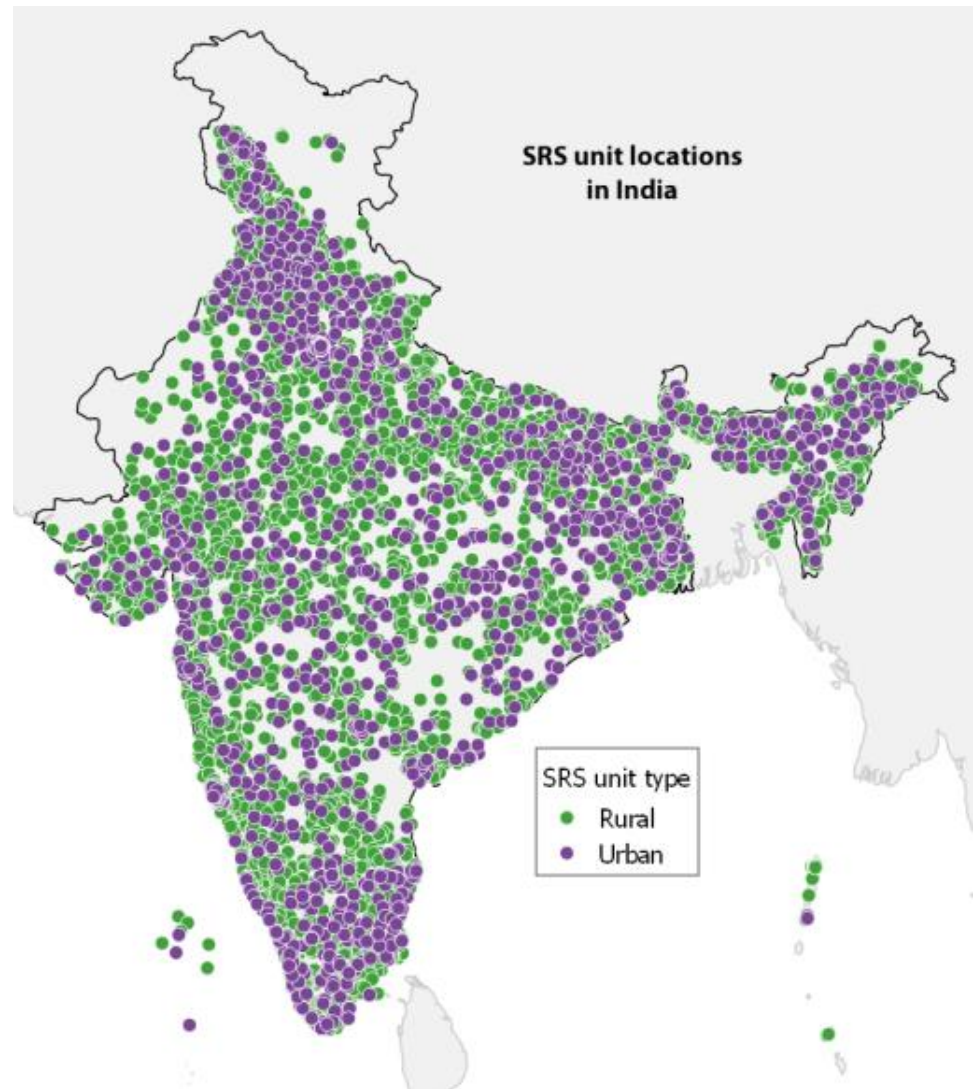 SRS unit locations
in India
SRS unit type
Rural
Urban